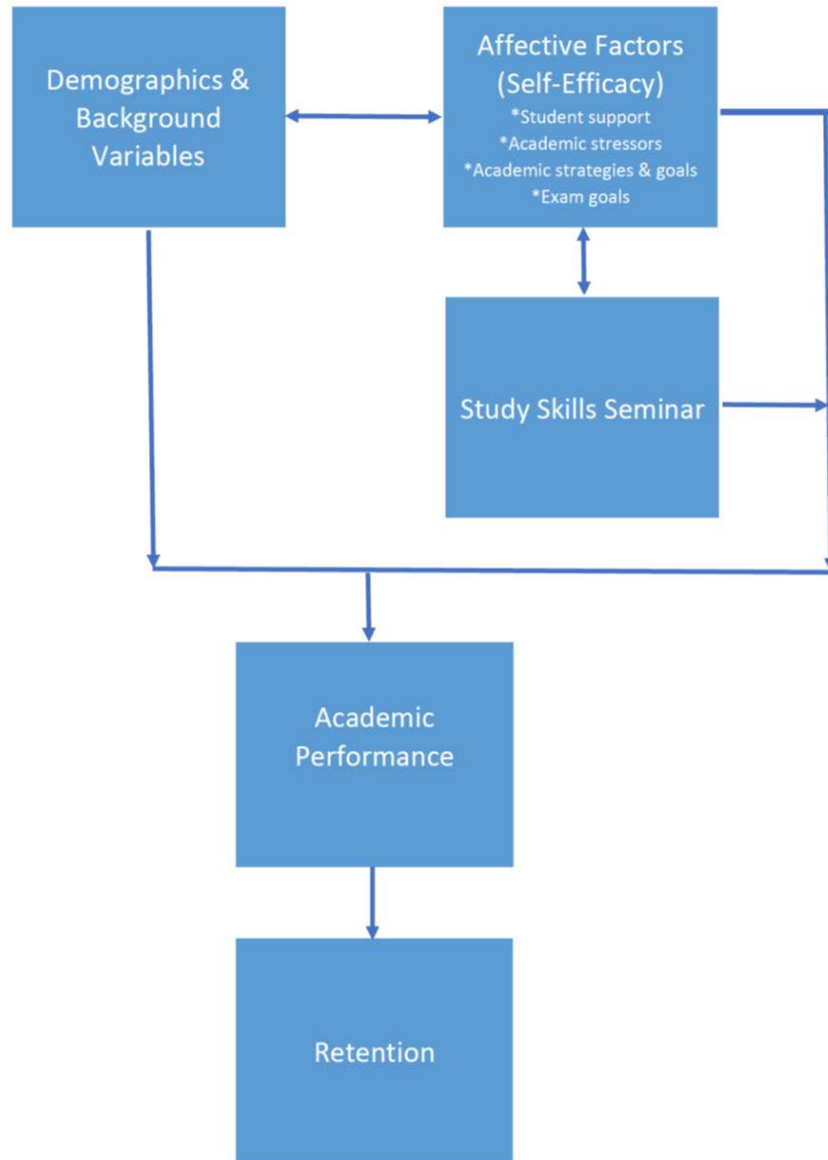 Demographics &
Background
Variables
Affective Factors
(Self-Efficacy)
*Student support
*Academic stressors
*Academic strategies & goals
*Exam goals
Study Skills Seminar
Academic
Performance
Retention